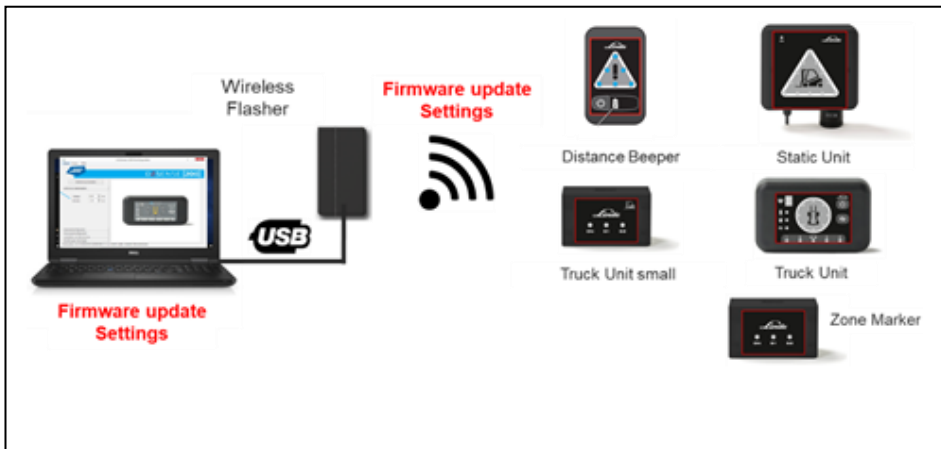 Wireless
Flasher
Firmware update
Settings
USB
Firmware update
Settings
Distance Beeper
Static Unit
Truck Unit small
Truck Unit
Zone Marker
Linde